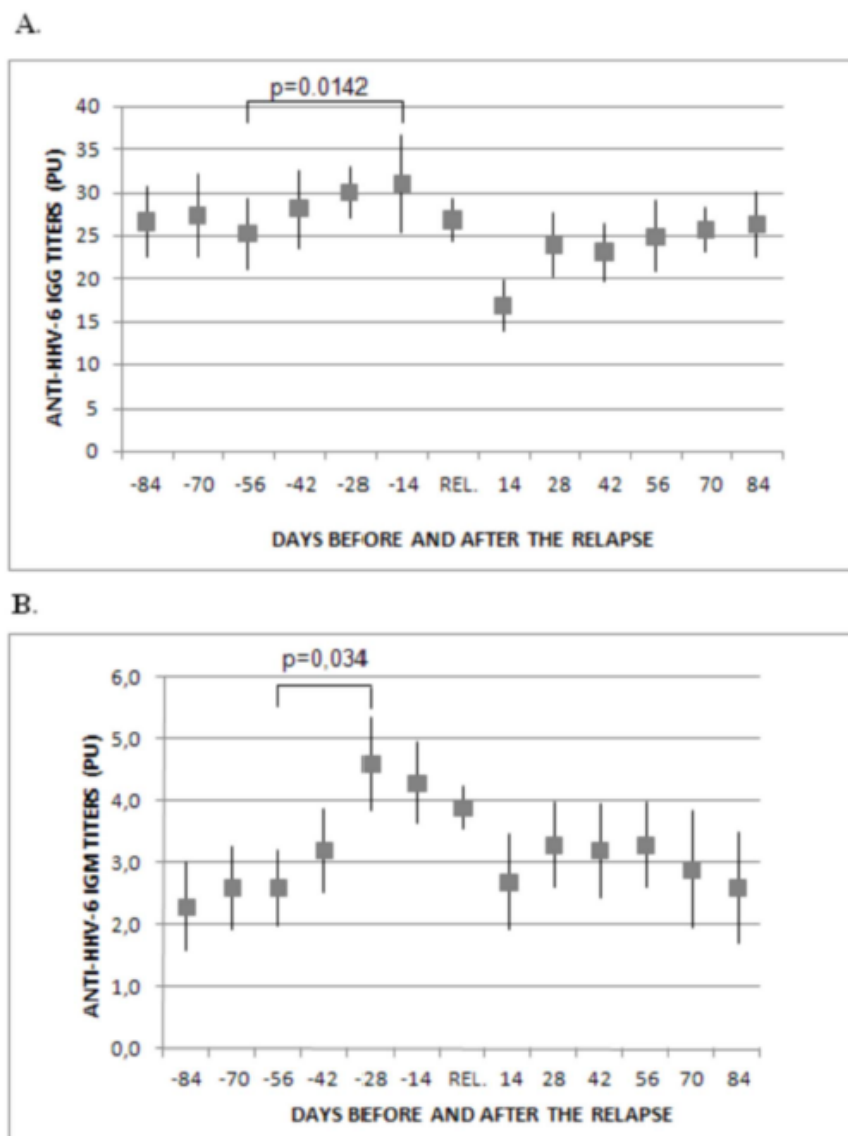 A.
p=0.0142
40
35
30
25
20
15
10
5
0
ANTI-HHV-6 IGG TITERS (PU)
-84 -70 -56 -42 -28 -14 REL. 14 28 42 56 70 84
DAYS BEFORE AND AFTER THE RELAPSE
B.
p=0,034
6,0
5,0
4,0
3,0
2,0
1,0
0,0
ANTI-HHV-6 IGM TITERS (PU)
-84 -70 -56 -42 -28 -14 REL. 14 28 42 56 70 84
DAYS BEFORE AND AFTER THE RELAPSE